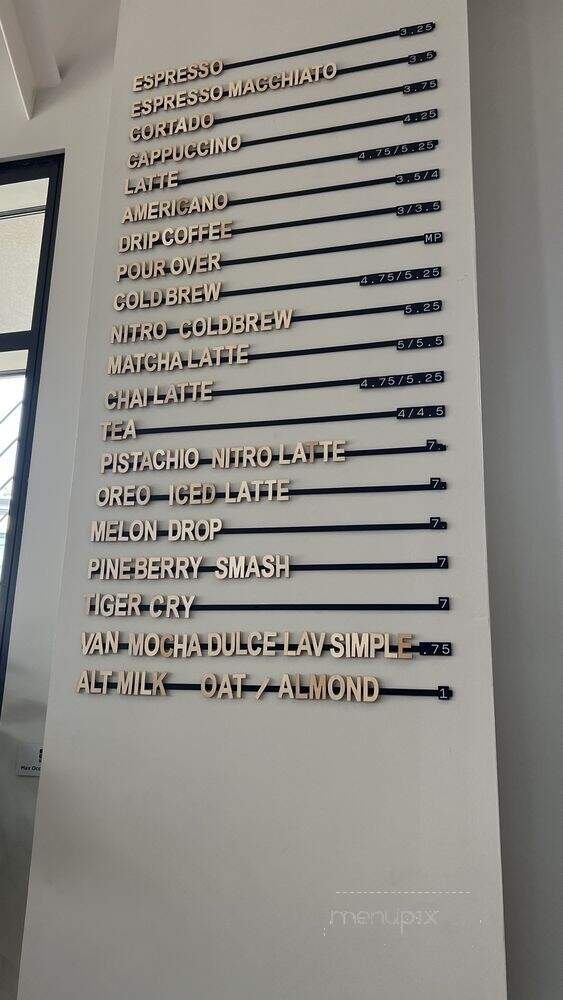 ESPRESSO 3.25
ESPRESSO MACCHIATO 3.5
CORTADO 3.75
CAPPUCCINO 4.25
LATTE 4.75/5.25
AMERICANO 3.5/4
DRIP COFFEE 3/3.5
POUR OVER MP
COLD BREW 4.75/5.25
NITRO COLDBREW 5.25
MATCHA LATTE 5/5.5
CHAI LATTE 4.75/5.25
TEA 4/4.5
PISTACHIO NITRO LATTE 7.
OREO ICED LATTE 7.
MELON DROP 7.
PINEBERRY SMASH 7
TIGER CRY 7
VAN MOCHA DULCE LAV SIMPLE .75
ALT MILK OAT / ALMOND 1
Max Occ
menupix